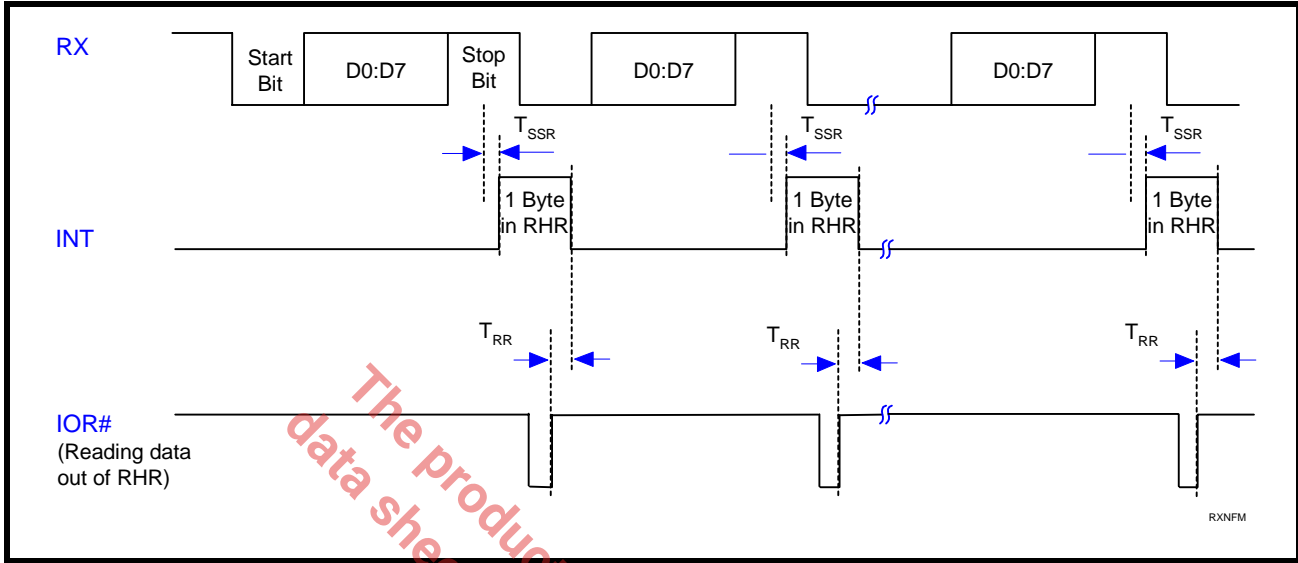 RX
Start
Bit
D0:D7
Stop
Bit
D0:D7
D0:D7
TSSR
TSSR
TSSR
1 Byte
in RHR
1 Byte
in RHR
1 Byte
in RHR
INT
TRR
TRR
TRR
IOR#
(Reading data
out of RHR)
The product
data shee
RXNFM